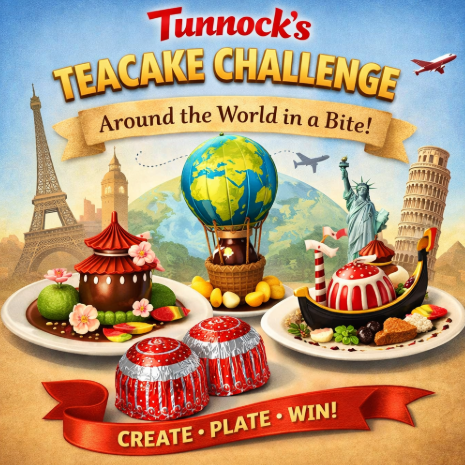 Tunnock's
TEACAKE CHALLENGE
Around the World in a Bite!
CREATE • PLATE • WIN!